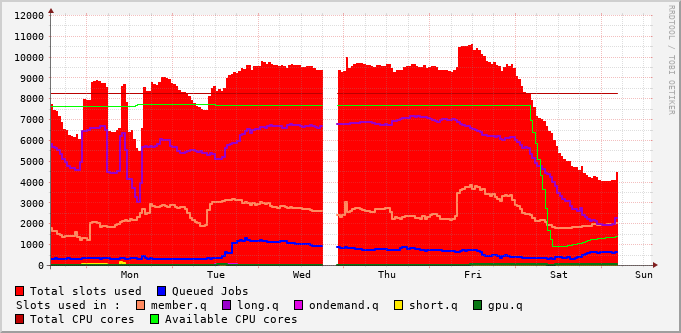 12000
11000
10000
9000
8000
7000
6000
5000
4000
3000
2000
1000
0
Mon Tue Wed Thu Fri Sat Sun
Total slots used Queued Jobs
Slots used in : member.q long.q ondemand.q short.q gpu.q
Total CPU cores Available CPU cores
RRDTOOL / TOBI OETIKER